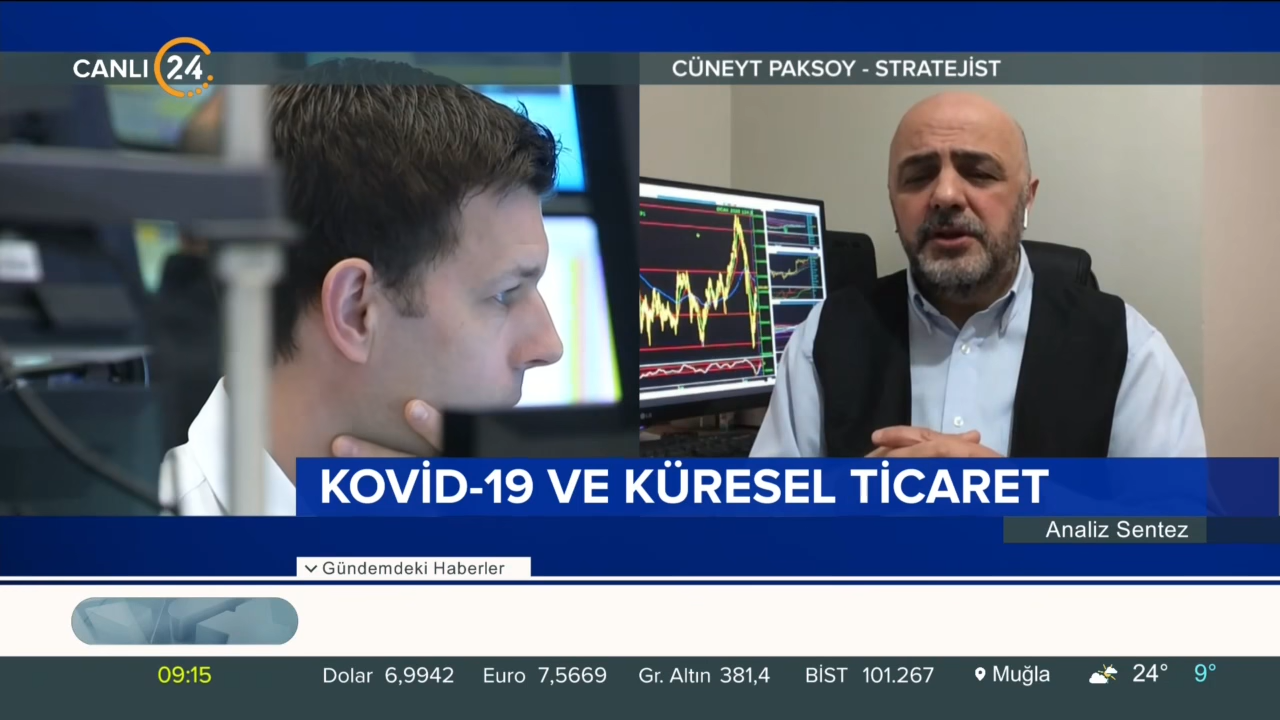 CANLI 24
CÜNEYT PAKSOY - STRATEJİST
KOVİD-19 VE KÜRESEL TİCARET
Analiz Sentez
Gündemdeki Haberler
09:15 Dolar 6,9942 Euro 7,5669 Gr. Altın 381,4 BİST 101.267 Muğla 24° 9°